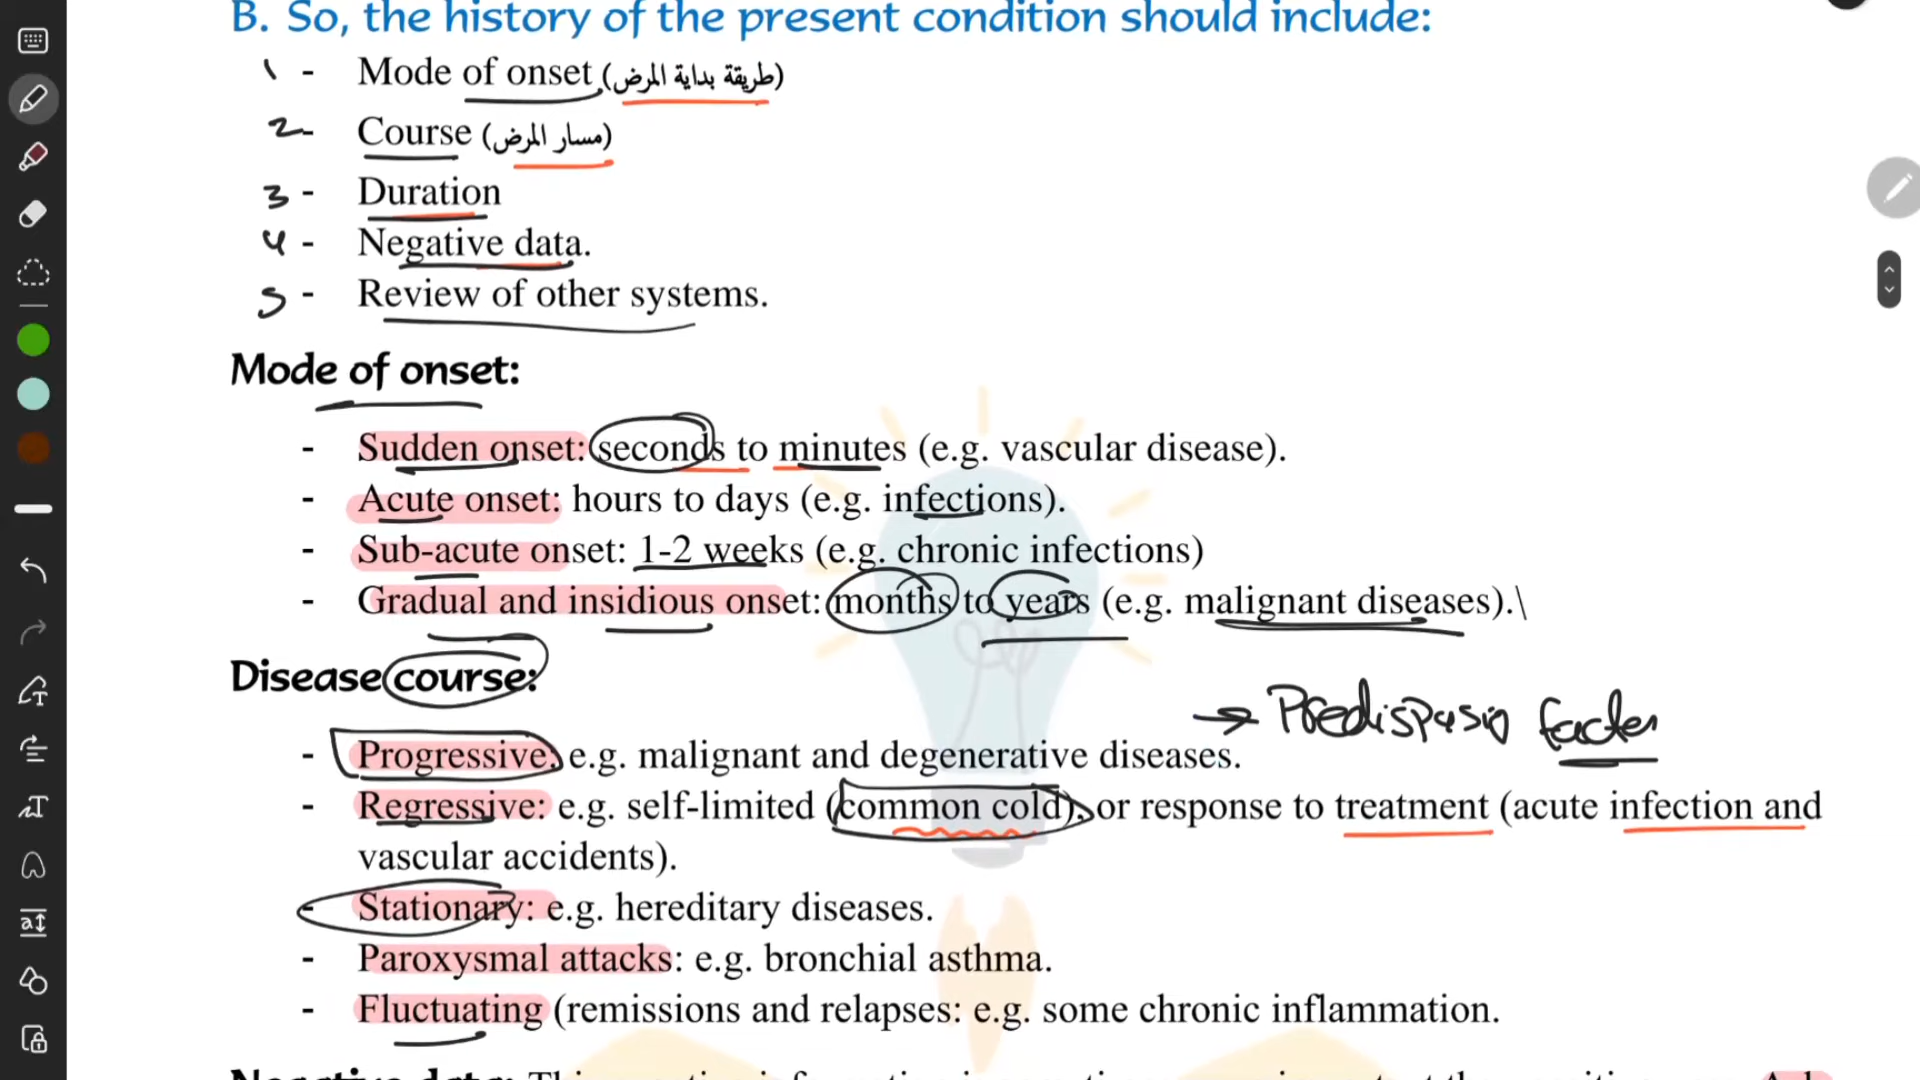 B. So, the history of the present condition should include:
1 - Mode of onset (طريقة بداية المرض)
2- Course (مسار المرض)
3 - Duration
4 - Negative data.
5 - Review of other systems.
Mode of onset:
- Sudden onset: seconds to minutes (e.g. vascular disease).
- Acute onset: hours to days (e.g. infections).
- Sub-acute onset: 1-2 weeks (e.g. chronic infections)
- Gradual and insidious onset: months to years (e.g. malignant diseases).\
Disease course:
→ Predisposing factor
- Progressive: e.g. malignant and degenerative diseases.
- Regressive: e.g. self-limited (common cold), or response to treatment (acute infection and
vascular accidents).
- Stationary: e.g. hereditary diseases.
- Paroxysmal attacks: e.g. bronchial asthma.
- Fluctuating (remissions and relapses: e.g. some chronic inflammation.
Negative data: